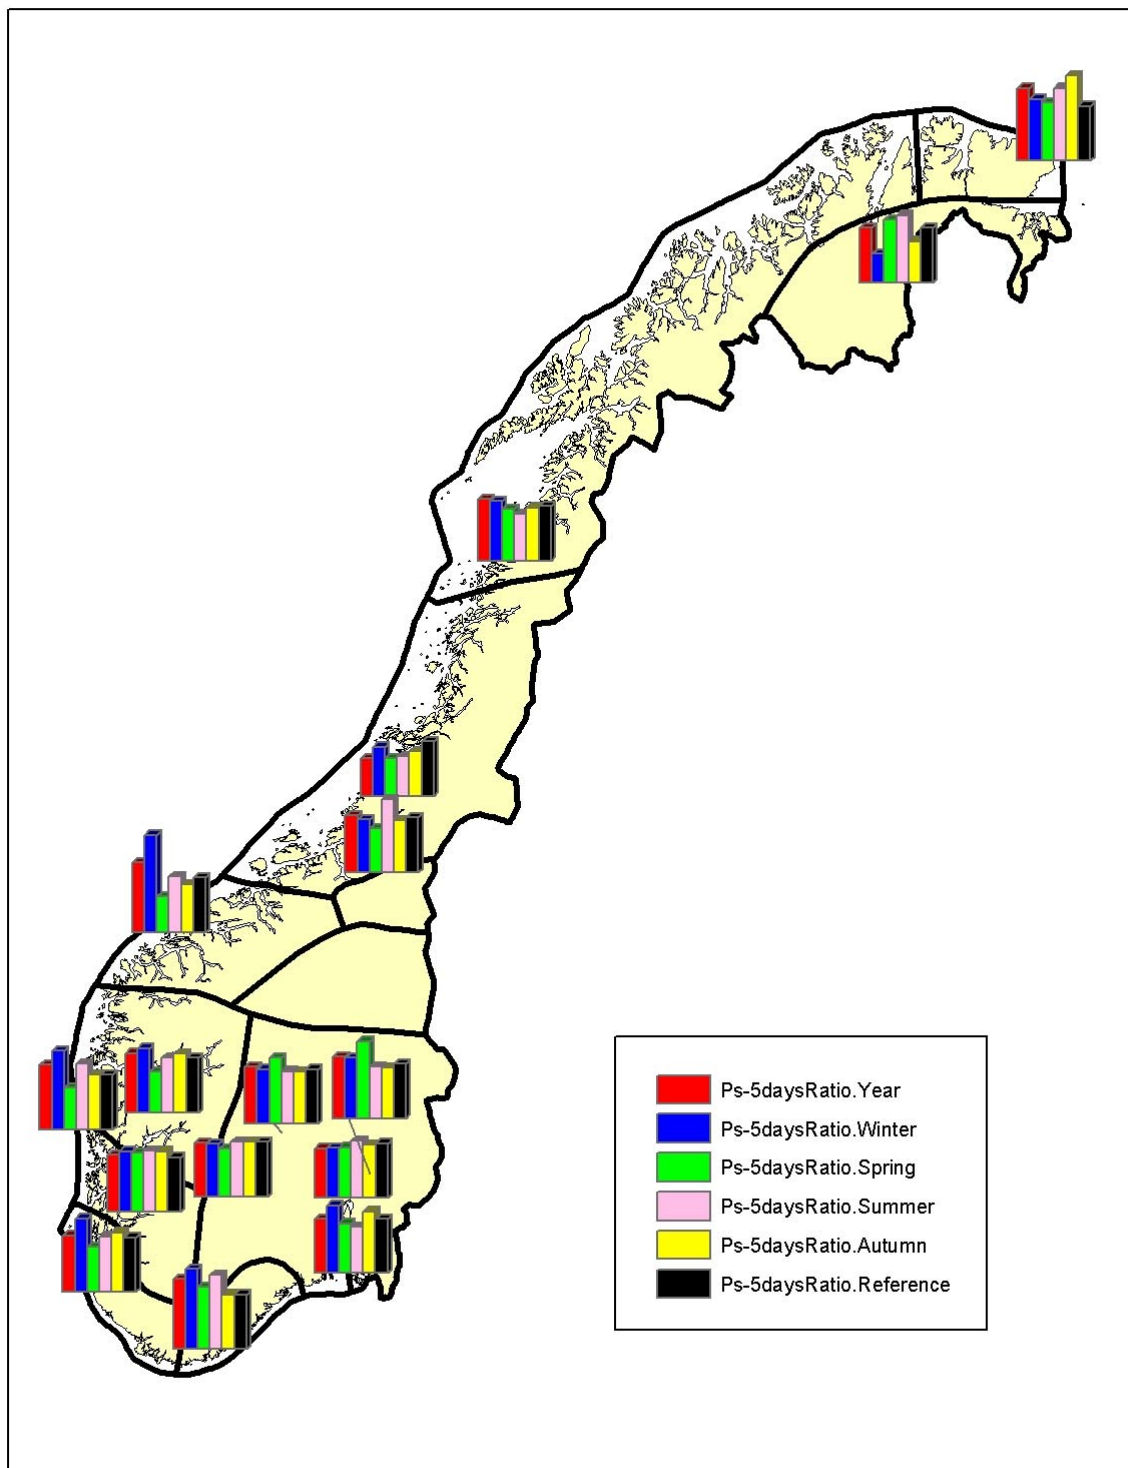 Ps-5daysRatio.Year
Ps-5daysRatio.Winter
Ps-5daysRatio.Spring
Ps-5daysRatio.Summer
Ps-5daysRatio.Autumn
Ps-5daysRatio.Reference